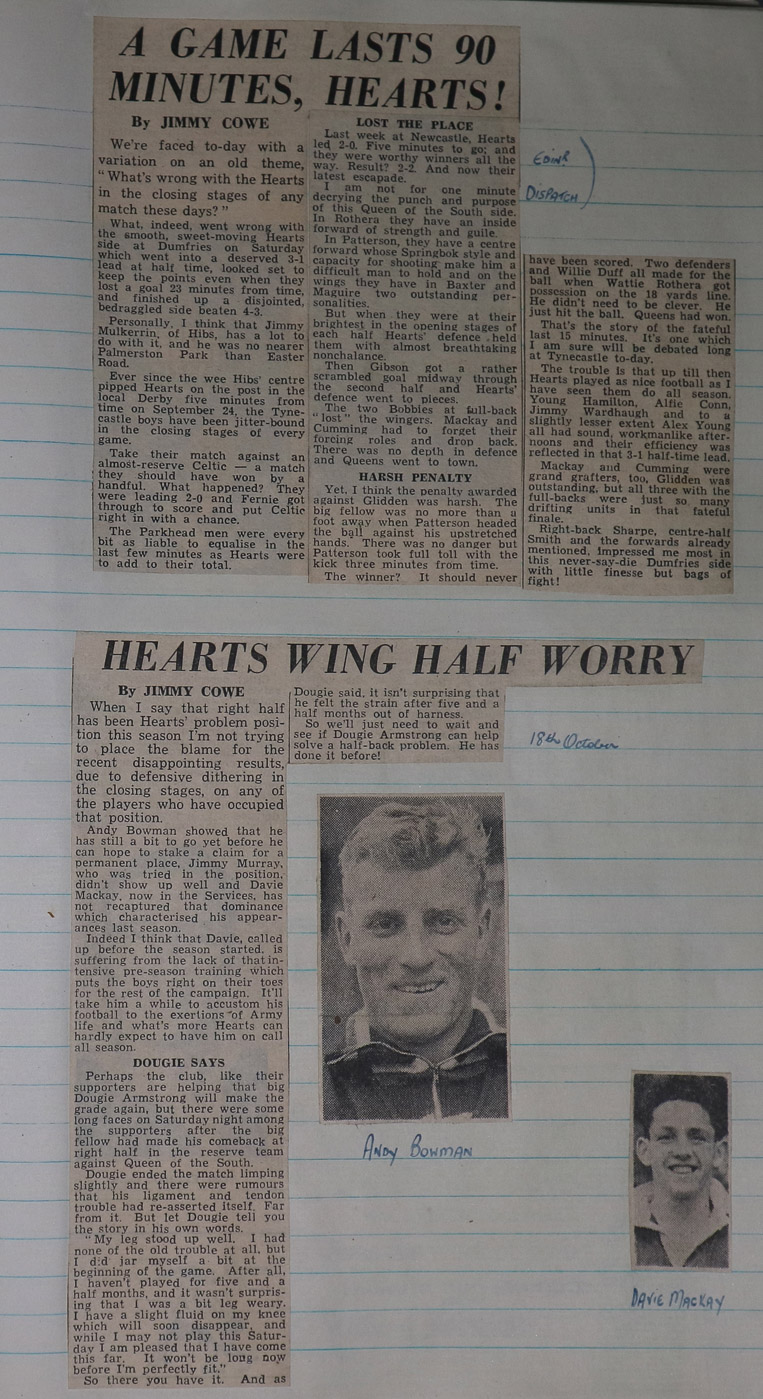 A GAME LASTS 90
MINUTES, HEARTS!
By JIMMY COWE
We're faced to-day with a
variation on an old theme,
"What's wrong with the Hearts
in the closing stages of any
match these days?"
What, indeed, went wrong with
the smooth, sweet-moving Hearts
side at Dumfries on Saturday
which went into a deserved 3-1
lead at half time, looked set to
keep the points even when they
lost a goal 23 minutes from time,
and finished up a disjointed,
bedraggled side beaten 4-3.
Personally, I think that Jimmy
Mulkerrin, of Hibs, has a lot to
do with it, and he was no nearer
Palmerston Park than Easter
Road.
Ever since the wee Hibs' centre
pipped Hearts on the post in the
local Derby five minutes from
time on September 24, the Tyne-
castle boys have been jitter-bound
in the closing stages of every
game.
Take their match against an
almost-reserve Celtic — a match
they should have won by a
handful. What happened? They
were leading 2-0 and Fernie got
through to score and put Celtic
right in with a chance.
The Parkhead men were every
bit as liable to equalise in the
last few minutes as Hearts were
to add to their total.
LOST THE PLACE
Last week at Newcastle, Hearts
led 2-0. Five minutes to go; and
they were worthy winners all the
way. Result? 2-2. And now their
latest escapade.
I am not for one minute
decrying the punch and purpose
of this Queen of the South side.
In Rothera they have an inside
forward of strength and guile.
In Patterson, they have a centre
forward whose Springbok style and
capacity for shooting make him a
difficult man to hold and on the
wings they have in Baxter and
Maguire two outstanding per-
sonalities.
But when they were at their
brightest in the opening stages of
each half Hearts' defence held
them with almost breathtaking
nonchalance.
Then Gibson got a rather
scrambled goal midway through
the second half and Hearts'
defence went to pieces.
The two Bobbies at full-back
"lost" the wingers. Mackay and
Cumming had to forget their
forcing roles and drop back.
There was no depth in defence
and Queens went to town.
HARSH PENALTY
Yet, I think the penalty awarded
against Glidden was harsh. The
big fellow was no more than a
foot away when Patterson headed
the ball against his upstretched
hands. There was no danger but
Patterson took full toll with the
kick three minutes from time.
The winner? It should never
EDINR
DISPATCH
have been scored. Two defenders
and Willie Duff all made for the
ball when Wattie Rothera got
possession on the 18 yards line.
He didn't need to be clever. He
just hit the ball. Queens had won.
That's the story of the fateful
last 15 minutes. It's one which
I am sure will be debated long
at Tynecastle to-day.
The trouble is that up till then
Hearts played as nice football as I
have seen them do all season.
Young Hamilton, Alfie Conn,
Jimmy Wardhaugh and to a
slightly lesser extent Alex Young
all had sound, workmanlike after-
noons and their efficiency was
reflected in that 3-1 half-time lead.
Mackay and Cumming were
grand grafters, too, Glidden was
outstanding, but all three with the
full-backs were just so many
drifting units in that fateful
finale.
Right-back Sharpe, centre-half
Smith and the forwards already
mentioned, impressed me most in
this never-say-die Dumfries side
with little finesse but bags of
fight!
HEARTS WING HALF WORRY
By JIMMY COWE
When I say that right half
has been Hearts' problem posi-
tion this season I'm not trying
to place the blame for the
recent disappointing results,
due to defensive dithering in
the closing stages, on any of
the players who have occupied
that position.
Andy Bowman showed that he
has still a bit to go yet before he
can hope to stake a claim for a
permanent place, Jimmy Murray,
who was tried in the position,
didn't show up well and Davie
Mackay, now in the Services, has
not recaptured that dominance
which characterised his appear-
ances last season.
Indeed I think that Davie, called
up before the season started, is
suffering from the lack of that in-
tensive pre-season training which
puts the boys right on their toes
for the rest of the campaign. It'll
take him a while to accustom his
football to the exertions of Army
life and what's more Hearts can
hardly expect to have him on call
all season.
DOUGIE SAYS
Perhaps the club, like their
supporters are helping that big
Dougie Armstrong will make the
grade again, but there were some
long faces on Saturday night among
the supporters after the big
fellow had made his comeback at
right half in the reserve team
against Queen of the South.
Dougie ended the match limping
slightly and there were rumours
that his ligament and tendon
trouble had re-asserted itself. Far
from it. But let Dougie tell you
the story in his own words.
"My leg stood up well. I had
none of the old trouble at all, but
I did jar myself a bit at the
beginning of the game. After all,
I haven't played for five and a
half months, and it wasn't surpris-
ing that I was a bit leg weary.
I have a slight fluid on my knee
which will soon disappear, and
while I may not play this Satur-
day I am pleased that I have come
this far. It won't be long now
before I'm perfectly fit."
So there you have it. And as
Dougie said, it isn't surprising that
he felt the strain after five and a
half months out of harness.
So we'll just need to wait and
see if Dougie Armstrong can help
solve a half-back problem. He has
done it before!
18th October
ANDY BOWMAN
DAVIE MACKAY